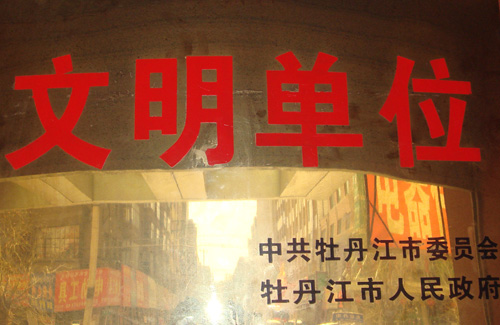 文明单位
中共牡丹江市委员会
牡丹江市人民政府